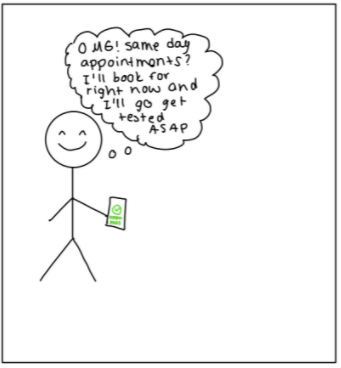 OMG! same day
appointments?
I'll book for
right now and
I'll go get
tested
ASAP